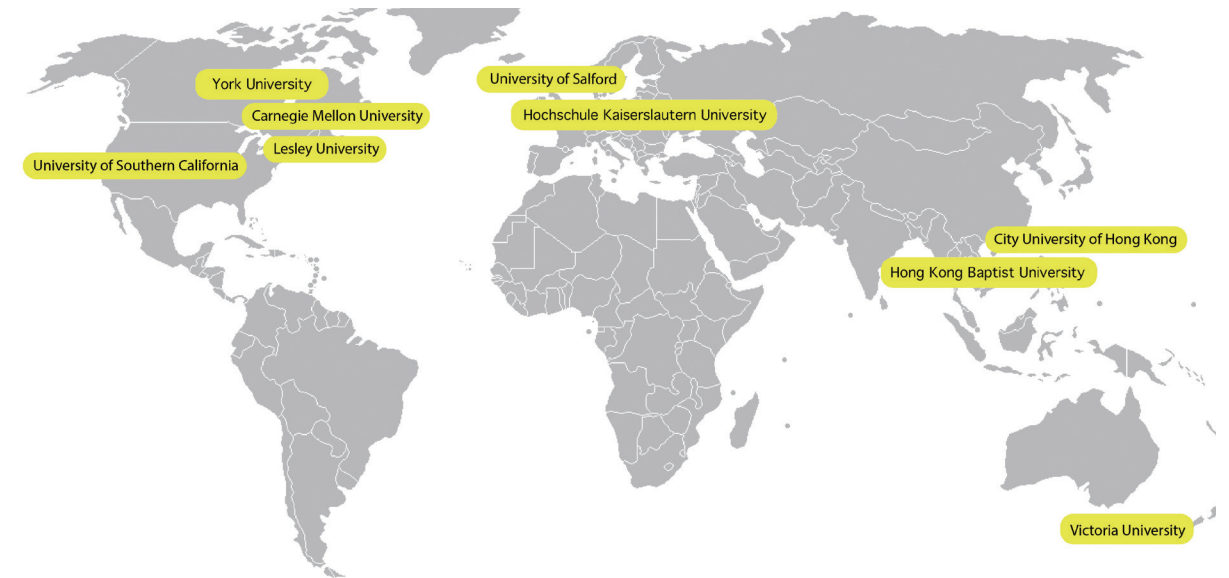 University of Salford
York University
Hochschule Kaiserslautern University
Carnegie Mellon University
Lesley University
University of Southern California
City University of Hong Kong
Hong Kong Baptist University
Victoria University